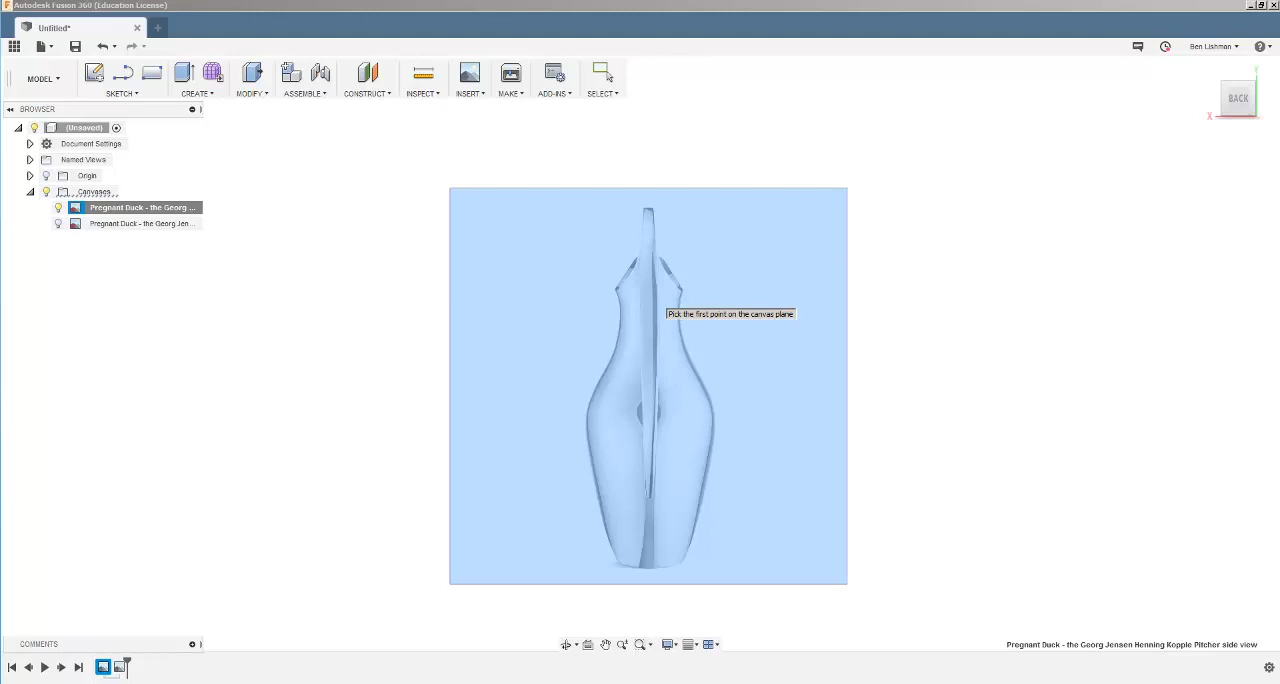 Autodesk Fusion 360 (Education License)
Untitled*
Ben Lishman
MODEL
SKETCH
CREATE
MODIFY
ASSEMBLE
CONSTRUCT
INSPECT
INSERT
MAKE
ADD-INS
SELECT
BROWSER
(Unsaved)
Document Settings
Named Views
Origin
Canvases
Pregnant Duck - the Georg ...
Pregnant Duck - the Georg Jen...
Y
BACK
X
Pick the first point on the canvas plane
COMMENTS
Pregnant Duck - the Georg Jensen Henning Kopple Pitcher side view